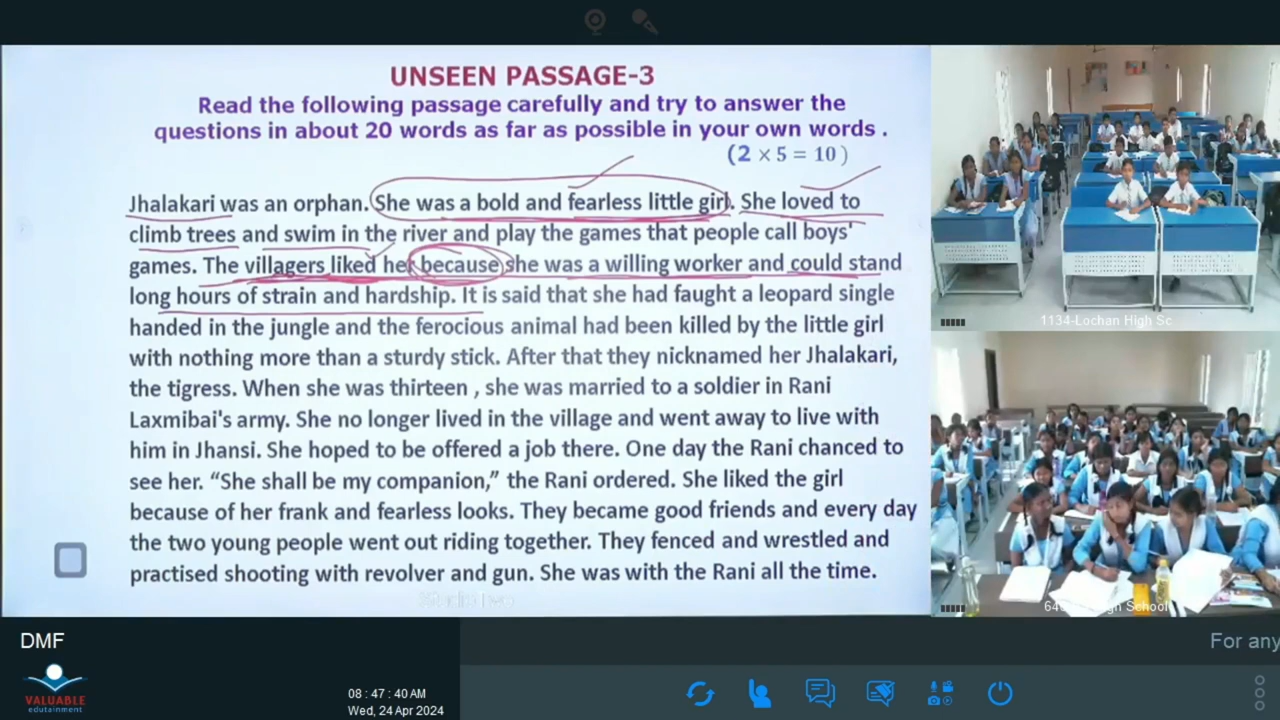 UNSEEN PASSAGE-3
Read the following passage carefully and try to answer the
questions in about 20 words as far as possible in your own words .
(2 × 5 = 10 )
Jhalakari was an orphan. She was a bold and fearless little girl. She loved to
climb trees and swim in the river and play the games that people call boys'
games. The villagers liked her because she was a willing worker and could stand
long hours of strain and hardship. It is said that she had faught a leopard single
handed in the jungle and the ferocious animal had been killed by the little girl
with nothing more than a sturdy stick. After that they nicknamed her Jhalakari,
the tigress. When she was thirteen , she was married to a soldier in Rani
Laxmibai's army. She no longer lived in the village and went away to live with
him in Jhansi. She hoped to be offered a job there. One day the Rani chanced to
see her. “She shall be my companion,” the Rani ordered. She liked the girl
because of her frank and fearless looks. They became good friends and every day
the two young people went out riding together. They fenced and wrestled and
practised shooting with revolver and gun. She was with the Rani all the time.
1134-Lochan High Sc
High School
DMF
VALUABLE
edutainment
08 : 47 : 40 AM
Wed, 24 Apr 2024
For any